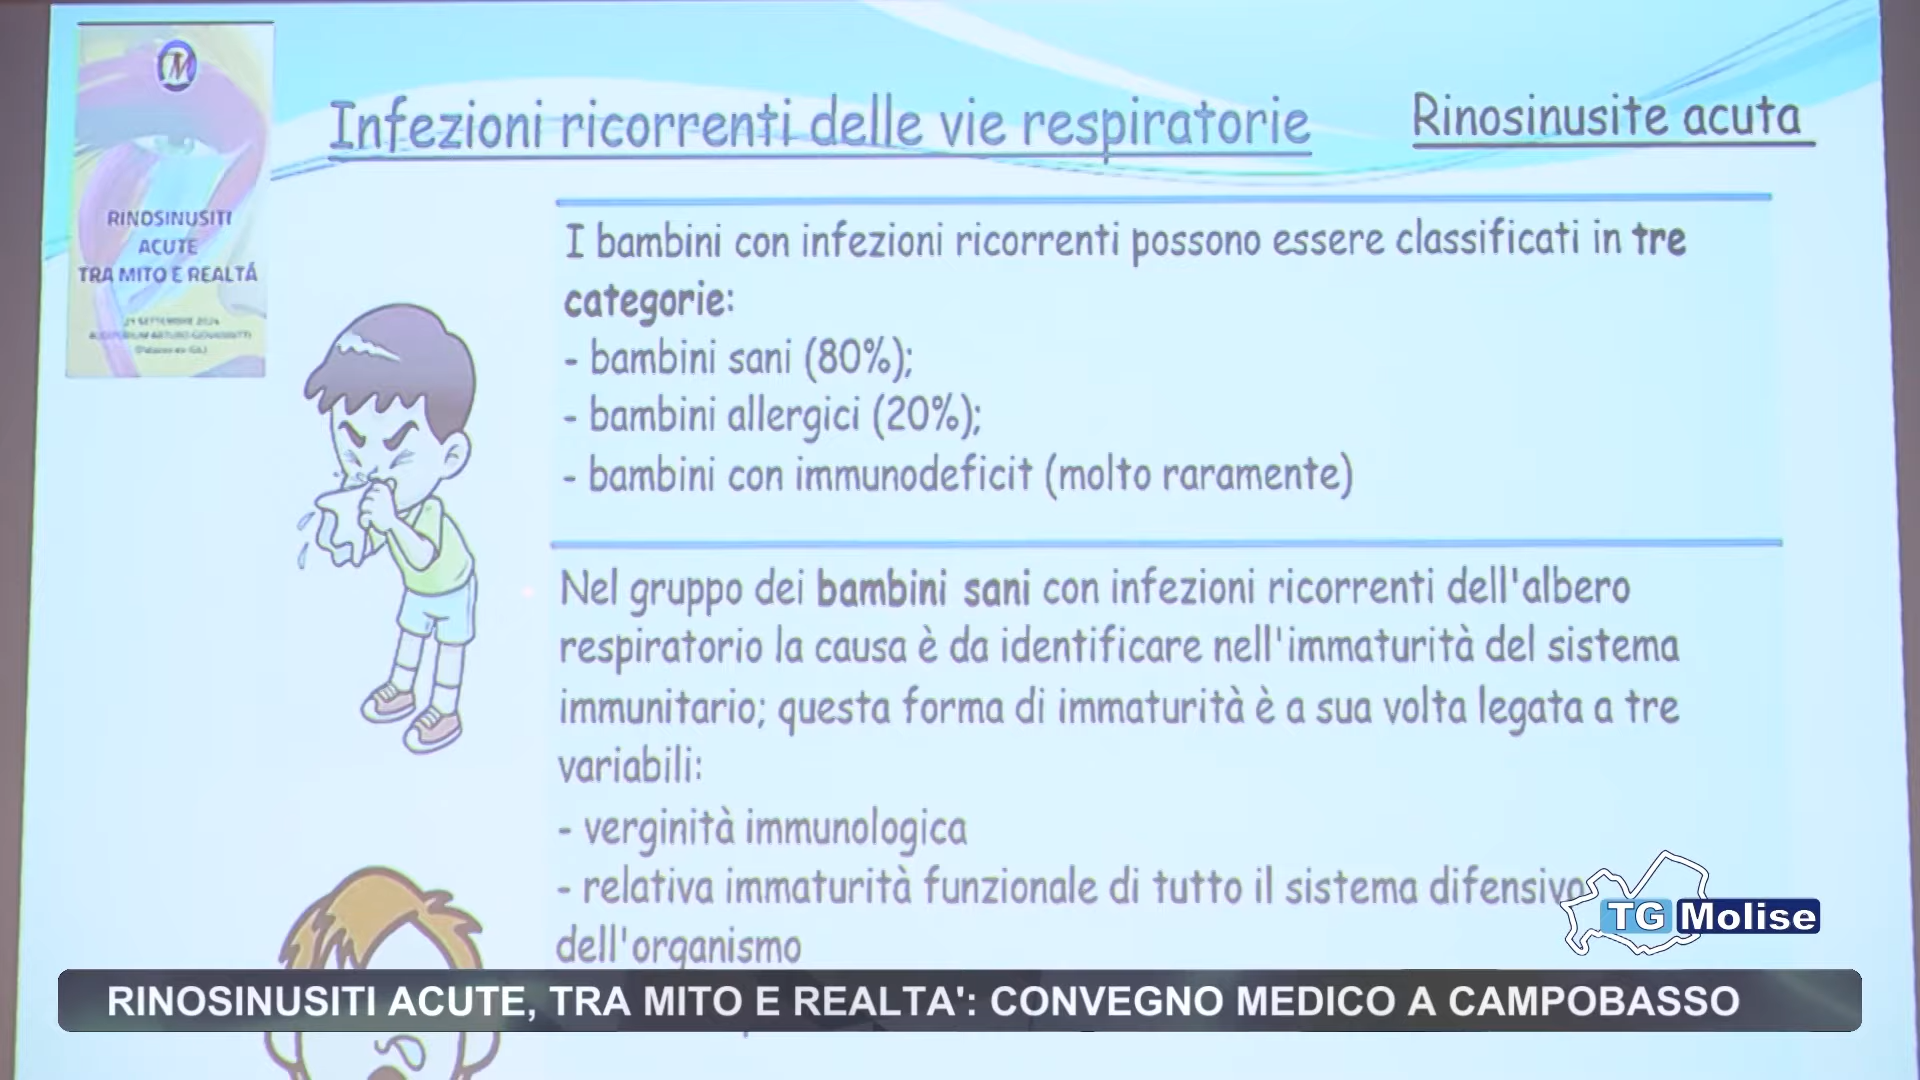 Infezioni ricorrenti delle vie respiratorie
Rinosinusite acuta
RINOSINUSITI
ACUTE
TRA MITO E REALTÁ
21 SETTEMBRE 2024
I bambini con infezioni ricorrenti possono essere classificati in tre
categorie:
- bambini sani (80%);
- bambini allergici (20%);
- bambini con immunodeficit (molto raramente)
Nel gruppo dei bambini sani con infezioni ricorrenti dell'albero
respiratorio la causa è da identificare nell'immaturità del sistema
immunitario; questa forma di immaturità è a sua volta legata a tre
variabili:
- verginità immunologica
- relativa immaturità funzionale di tutto il sistema difensivo
dell'organismo
TG Molise
RINOSINUSITI ACUTE, TRA MITO E REALTA': CONVEGNO MEDICO A CAMPOBASSO